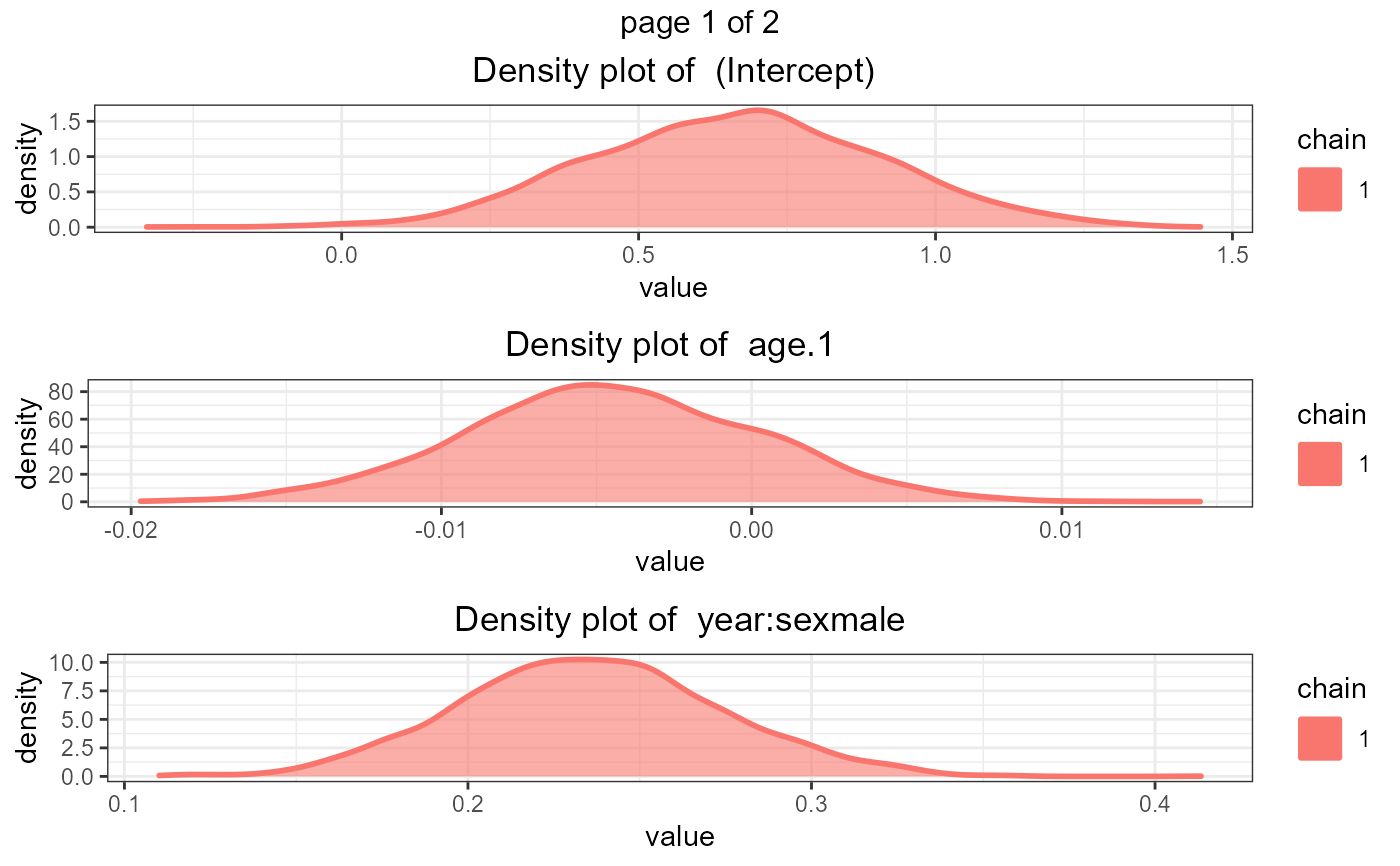 page 1 of 2
Density plot of  (Intercept)
density
1.5
1.0
0.5
0.0
0.0 0.5 1.0 1.5
value
chain
1
Density plot of  age.1
density
80
60
40
20
0
-0.02 -0.01 0.00 0.01
value
chain
1
Density plot of  year:sexmale
density
10.0
7.5
5.0
2.5
0.0
0.1 0.2 0.3 0.4
value
chain
1